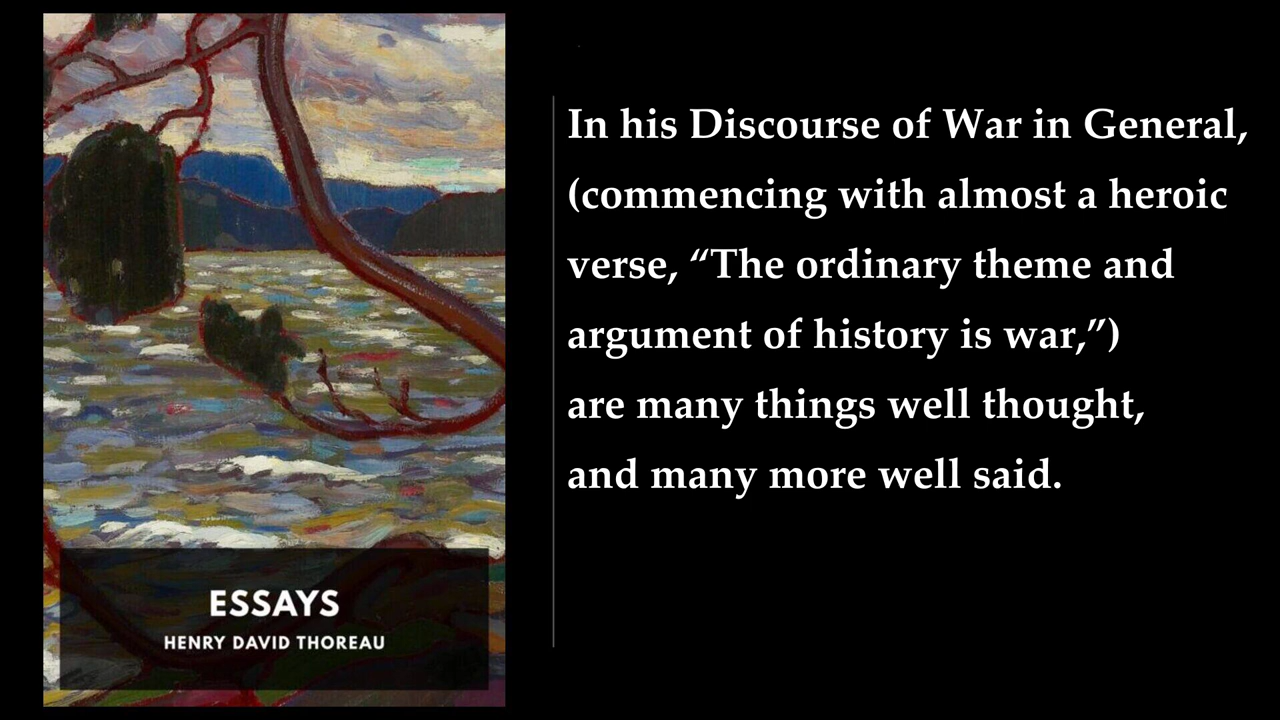 ESSAYS
HENRY DAVID THOREAU
In his Discourse of War in General,
(commencing with almost a heroic
verse, “The ordinary theme and
argument of history is war,”)
are many things well thought,
and many more well said.